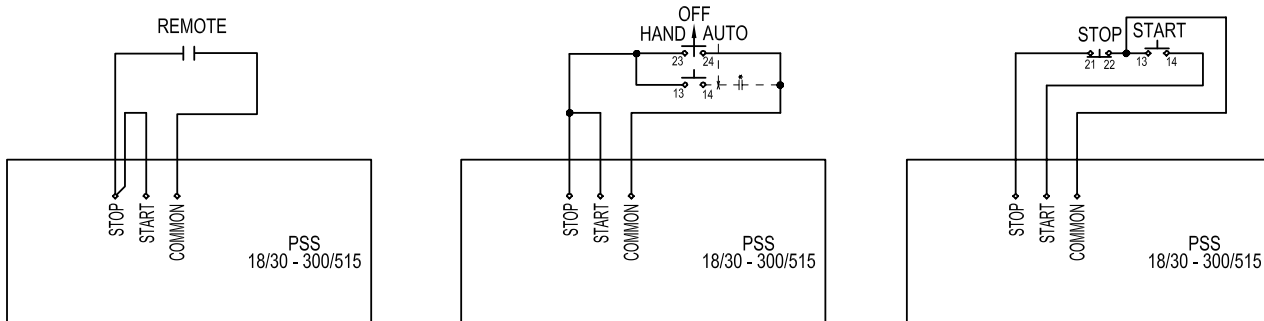 REMOTE
STOP
START
COMMON
PSS
18/30 - 300/515
OFF
HAND AUTO
23 24
13 14
*
STOP
START
COMMON
PSS
18/30 - 300/515
STOP START
21 22 13 14
STOP
START
COMMON
PSS
18/30 - 300/515